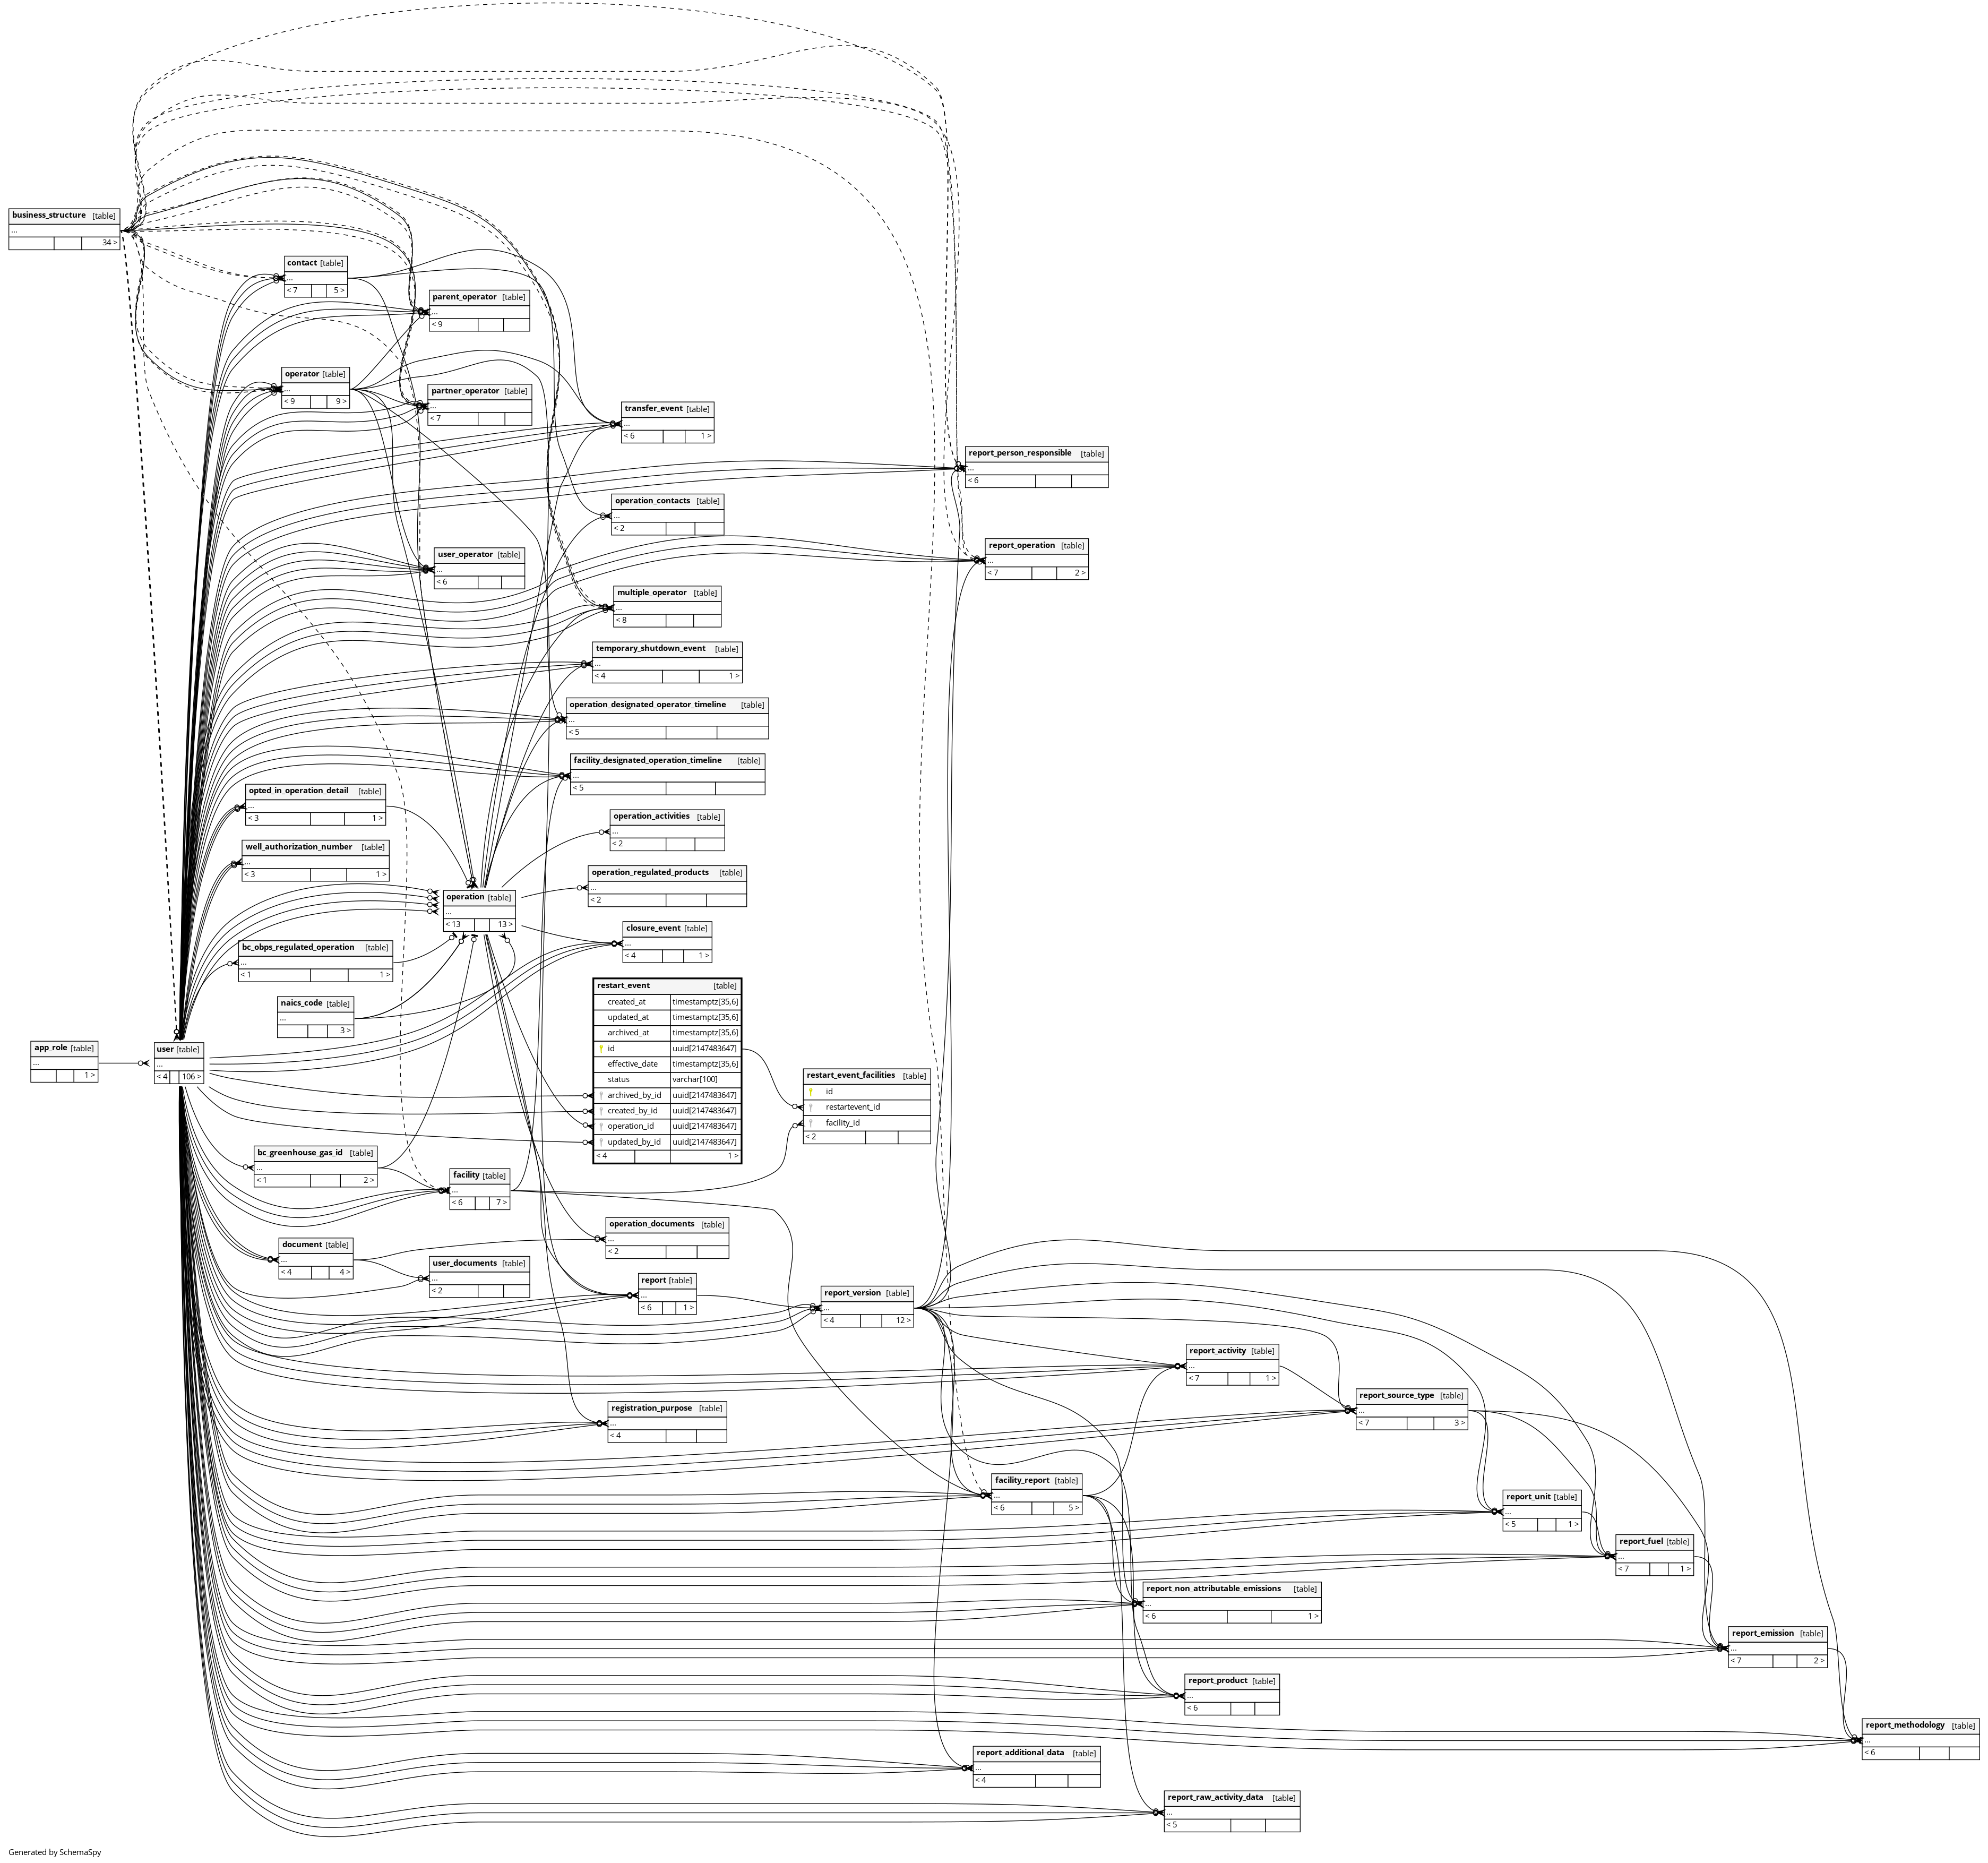 business_structure [table]
...
34 >
contact [table]
...
< 7 5 >
parent_operator [table]
...
< 9
operator [table]
...
< 9 9 >
partner_operator [table]
...
< 7
transfer_event [table]
...
< 6 1 >
report_person_responsible [table]
...
< 6
operation_contacts [table]
...
< 2
report_operation [table]
...
< 7 2 >
user_operator [table]
...
< 6
multiple_operator [table]
...
< 8
temporary_shutdown_event [table]
...
< 4 1 >
operation_designated_operator_timeline [table]
...
< 5
facility_designated_operation_timeline [table]
...
< 5
opted_in_operation_detail [table]
...
< 3 1 >
operation_activities [table]
...
< 2
well_authorization_number [table]
...
< 3 1 >
operation_regulated_products [table]
...
< 2
operation [table]
...
< 13 13 >
closure_event [table]
...
< 4 1 >
bc_obps_regulated_operation [table]
...
< 1 1 >
naics_code [table]
...
3 >
restart_event [table]
created_at timestamptz[35,6]
updated_at timestamptz[35,6]
archived_at timestamptz[35,6]
id uuid[2147483647]
effective_date timestamptz[35,6]
status varchar[100]
archived_by_id uuid[2147483647]
created_by_id uuid[2147483647]
operation_id uuid[2147483647]
updated_by_id uuid[2147483647]
< 4 1 >
app_role [table]
...
1 >
user [table]
...
< 4 106 >
restart_event_facilities [table]
id
restartevent_id
facility_id
< 2
bc_greenhouse_gas_id [table]
...
< 1 2 >
facility [table]
...
< 6 7 >
operation_documents [table]
...
< 2
document [table]
...
< 4 4 >
user_documents [table]
...
< 2
report [table]
...
< 6 1 >
report_version [table]
...
< 4 12 >
report_activity [table]
...
< 7 1 >
report_source_type [table]
...
< 7 3 >
registration_purpose [table]
...
< 4
facility_report [table]
...
< 6 5 >
report_unit [table]
...
< 5 1 >
report_fuel [table]
...
< 7 1 >
report_non_attributable_emissions [table]
...
< 6 1 >
report_emission [table]
...
< 7 2 >
report_product [table]
...
< 6
report_methodology [table]
...
< 6
report_additional_data [table]
...
< 4
report_raw_activity_data [table]
...
< 5
Generated by SchemaSpy